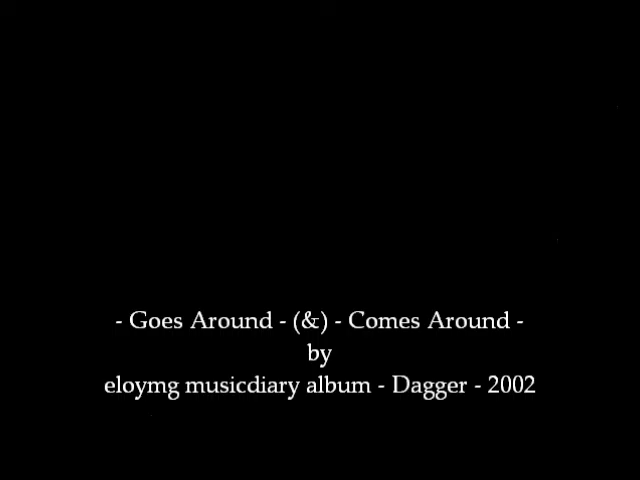 - Goes Around - (&) - Comes Around -
by
eloymg musicdiary album - Dagger - 2002